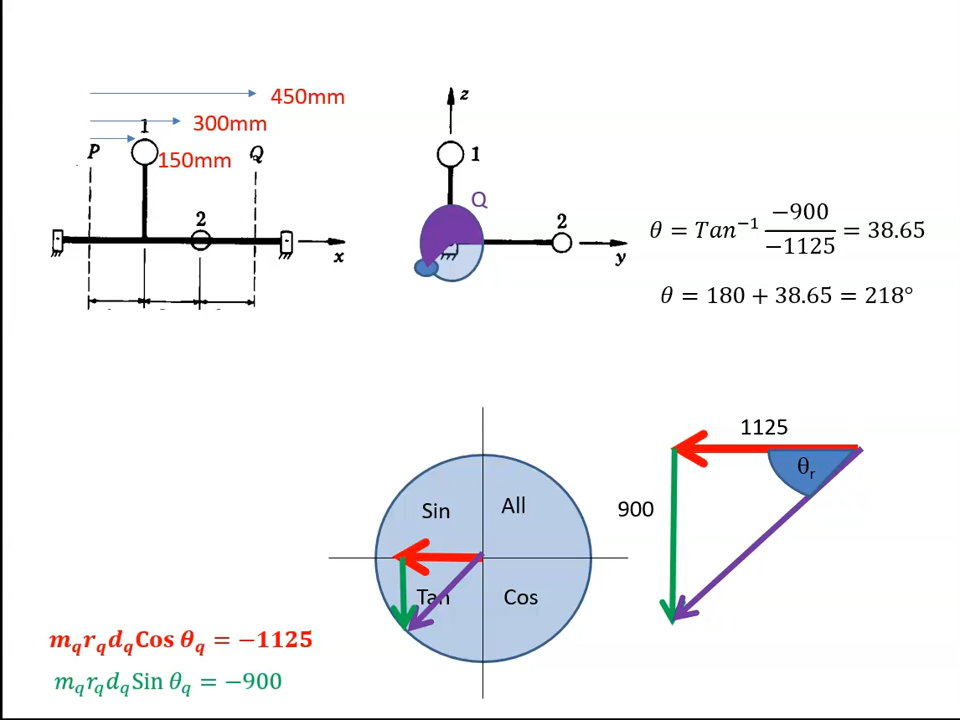 450mm
300mm
1
P
150mm
Q
2
x
z
1
Q
2
y
θ = Tan⁻¹ −900/−1125 = 38.65
θ = 180 + 38.65 = 218°
1125
θr
900
Sin
All
Tan
Cos
m_q r_q d_q Cos θ_q = −1125
m_q r_q d_q Sin θ_q = −900